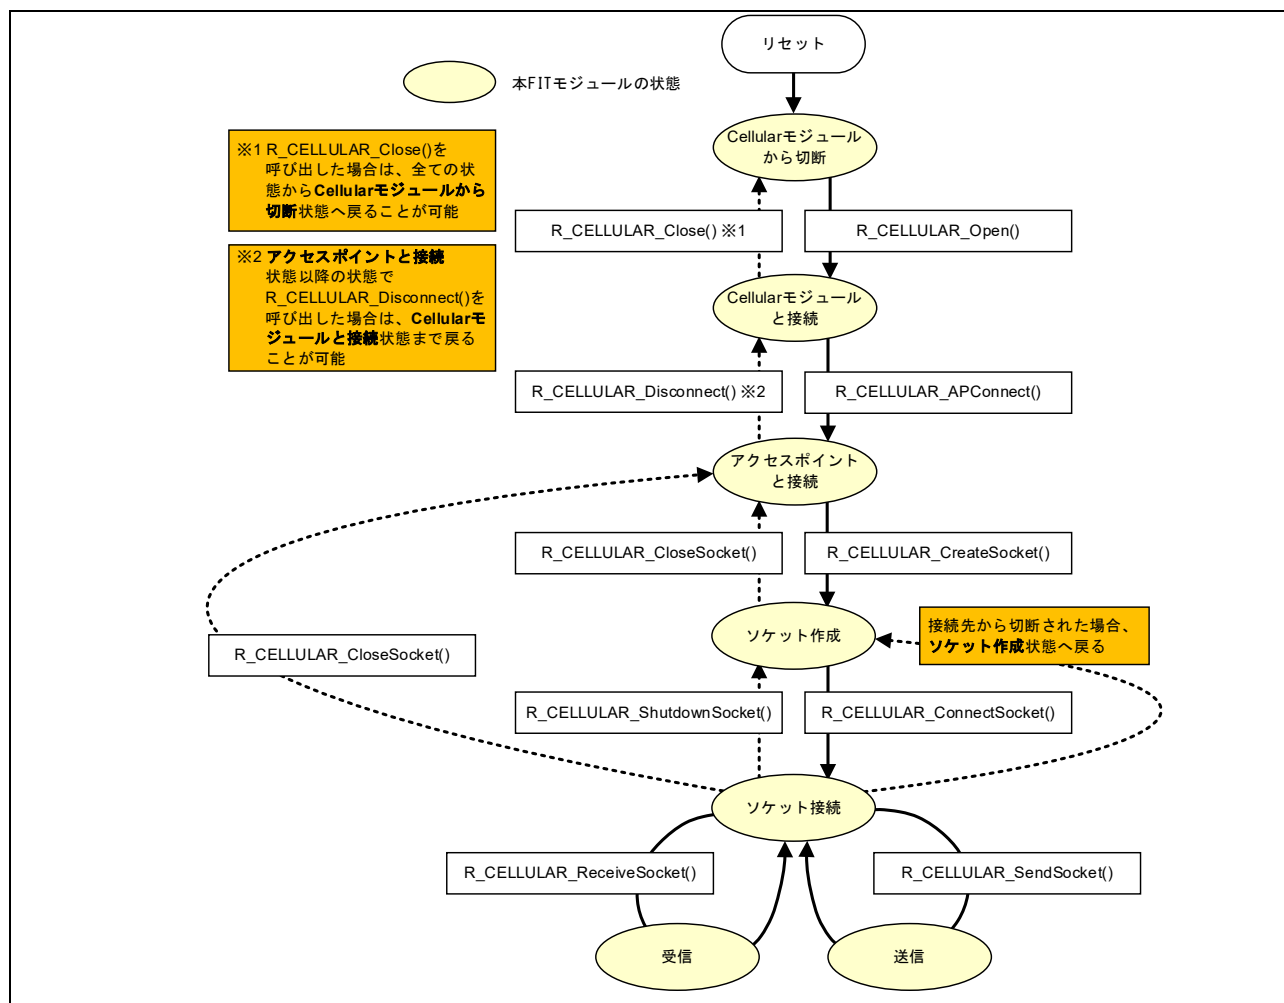 リセット
本FITモジュールの状態
Cellularモジュール
から切断
※1 R_CELLULAR_Close()を
呼び出した場合は、全ての状
態からCellularモジュールから
切断状態へ戻ることが可能
R_CELLULAR_Close() ※1
R_CELLULAR_Open()
※2 アクセスポイントと接続
状態以降の状態で
R_CELLULAR_Disconnect()を
呼び出した場合は、Cellularモ
ジュールと接続状態まで戻る
ことが可能
Cellularモジュール
と接続
R_CELLULAR_Disconnect() ※2
R_CELLULAR_APConnect()
アクセスポイント
と接続
R_CELLULAR_CloseSocket()
R_CELLULAR_CreateSocket()
ソケット作成
接続先から切断された場合、
ソケット作成状態へ戻る
R_CELLULAR_CloseSocket()
R_CELLULAR_ShutdownSocket()
R_CELLULAR_ConnectSocket()
ソケット接続
R_CELLULAR_ReceiveSocket()
R_CELLULAR_SendSocket()
受信
送信